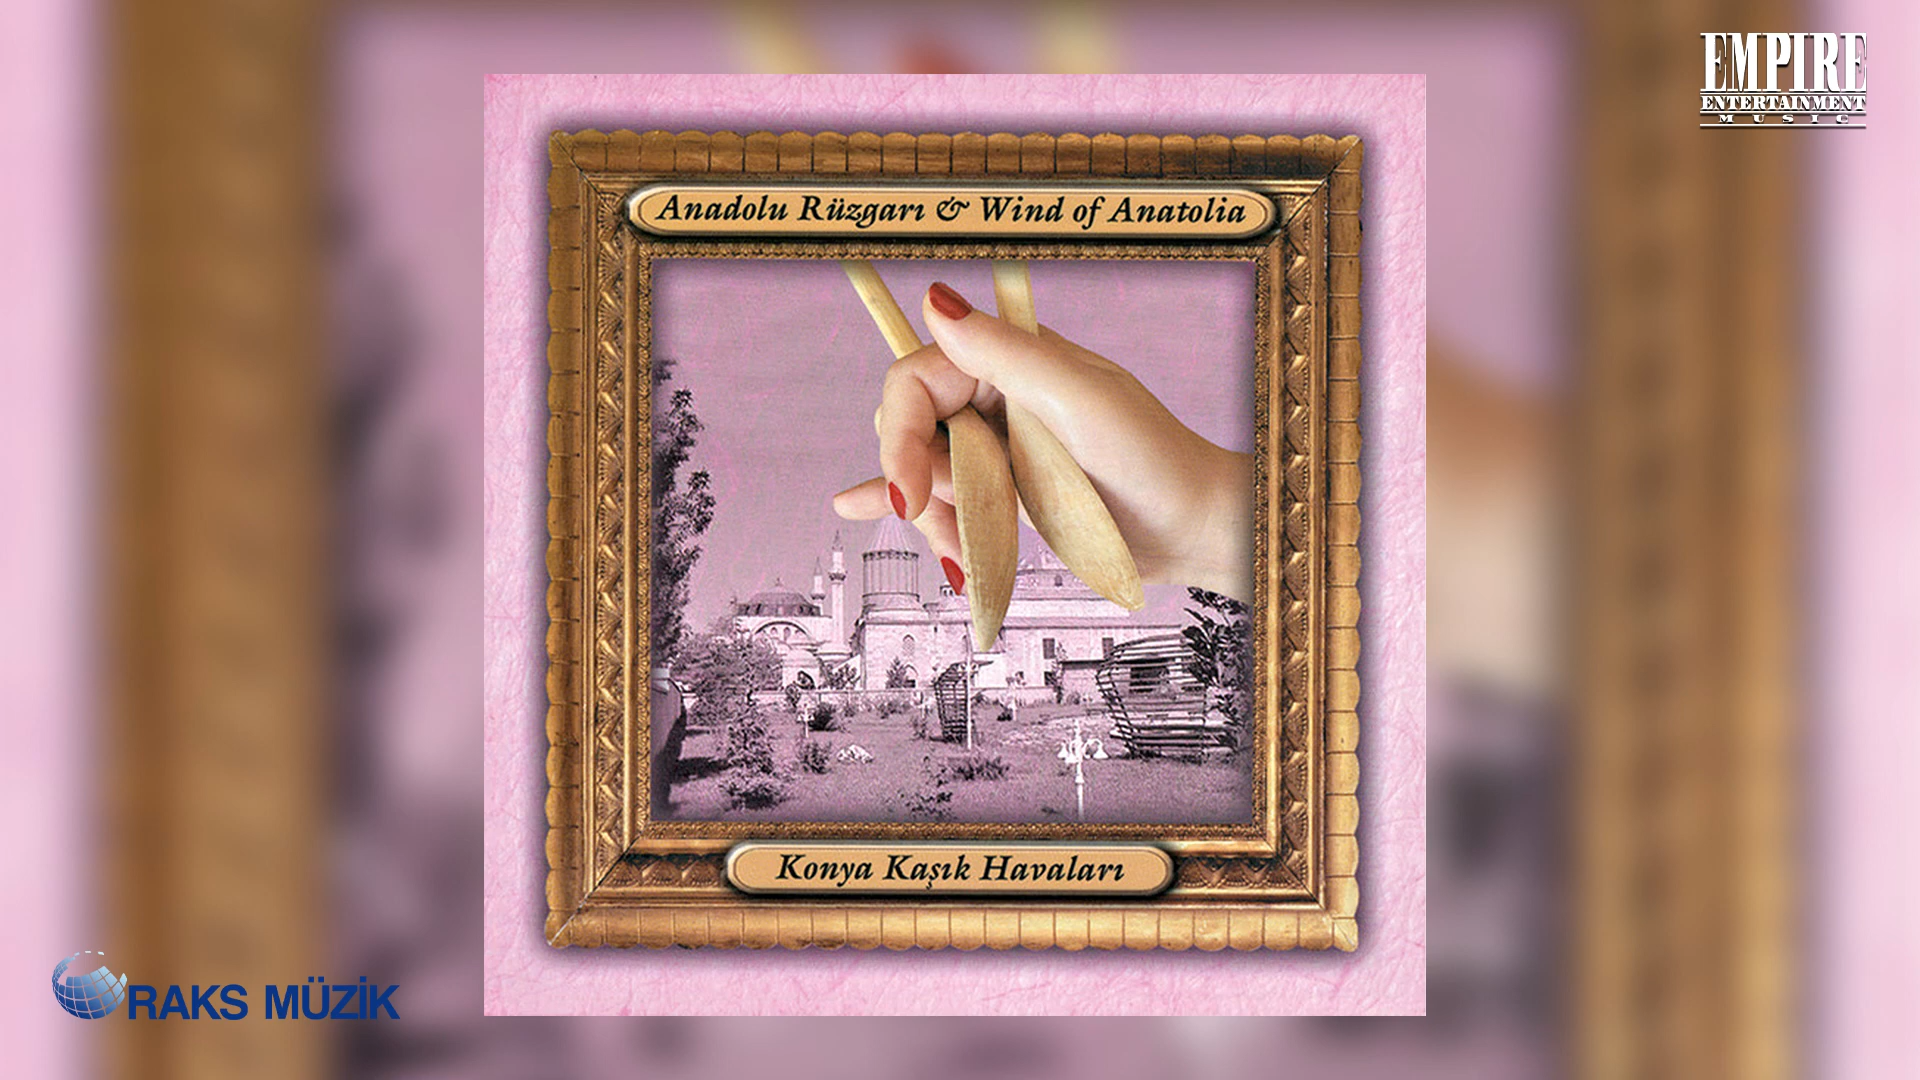 EMPIRE
ENTERTAINMENT
MUSIC
Anadolu Rüzgarı & Wind of Anatolia
Konya Kaşık Havaları
RAKS MÜZİK